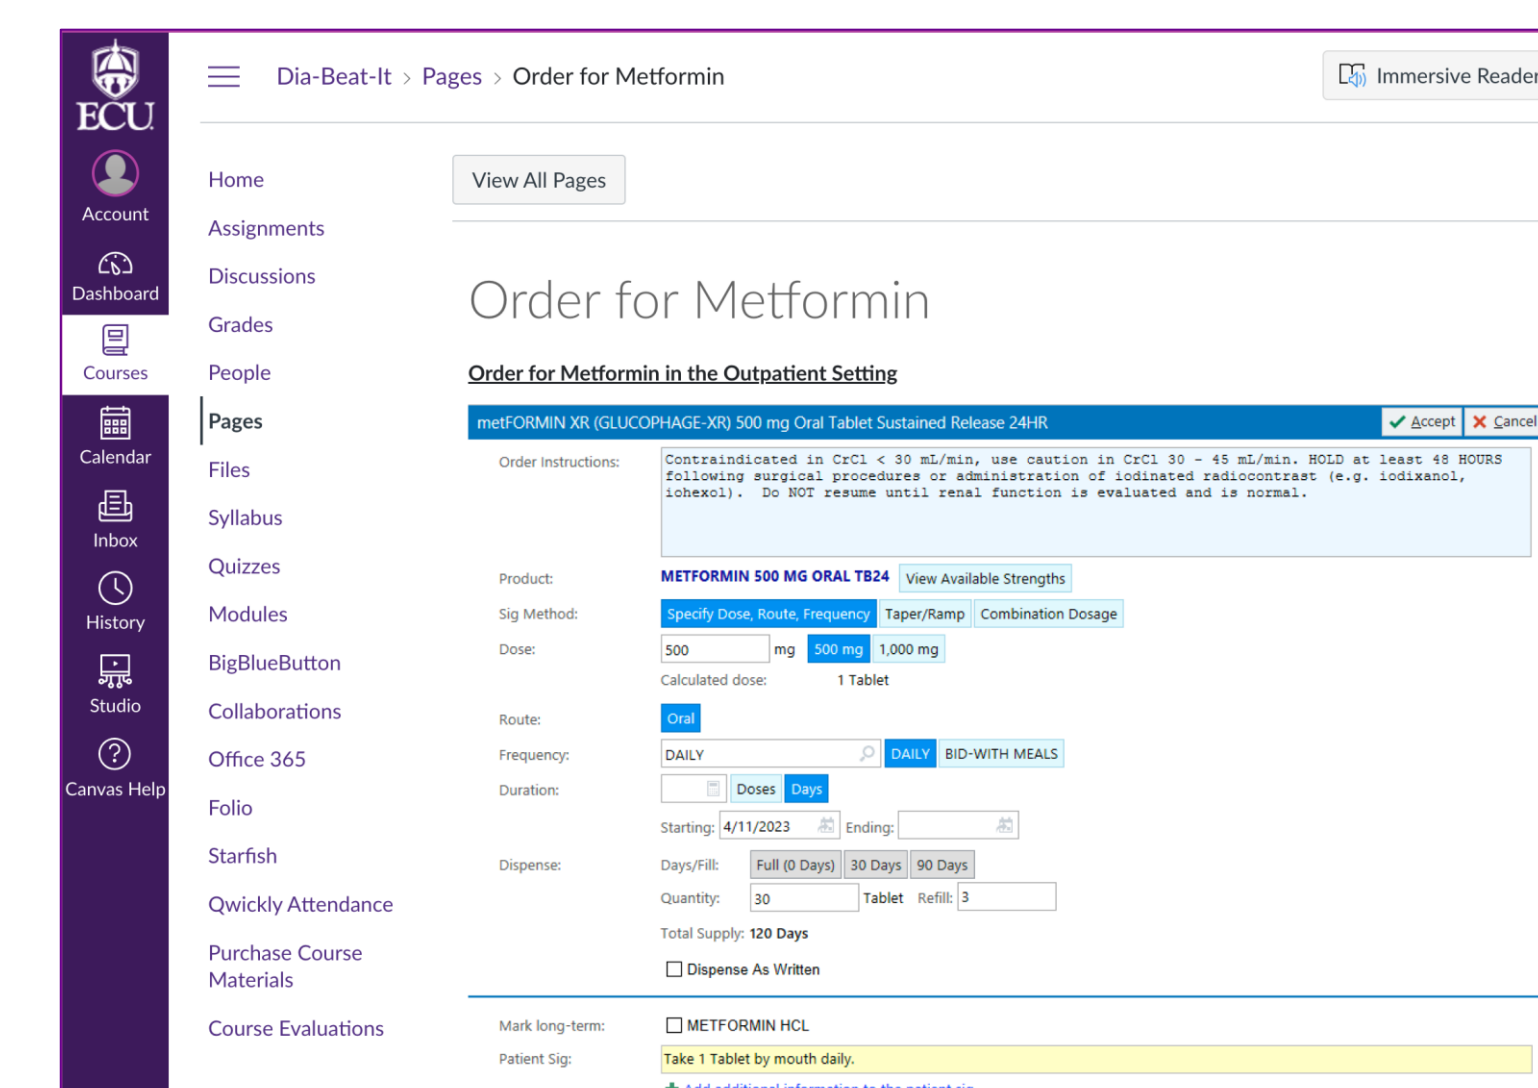 ECU.
Dia-Beat-It > Pages > Order for Metformin
Immersive Reader
Account
Dashboard
Courses
Calendar
Inbox
History
Studio
Canvas Help
Home
Assignments
Discussions
Grades
People
Pages
Files
Syllabus
Quizzes
Modules
BigBlueButton
Collaborations
Office 365
Folio
Starfish
Qwickly Attendance
Purchase Course
Materials
Course Evaluations
View All Pages
Order for Metformin
Order for Metformin in the Outpatient Setting
metFORMIN XR (GLUCOPHAGE-XR) 500 mg Oral Tablet Sustained Release 24HR Accept Cancel
Order Instructions: Contraindicated in CrCl < 30 mL/min, use caution in CrCl 30 - 45 mL/min. HOLD at least 48 HOURS
following surgical procedures or administration of iodinated radiocontrast (e.g. iodixanol,
iohexol). Do NOT resume until renal function is evaluated and is normal.
Product: METFORMIN 500 MG ORAL TB24 View Available Strengths
Sig Method: Specify Dose, Route, Frequency Taper/Ramp Combination Dosage
Dose: 500 mg 500 mg 1,000 mg
Calculated dose: 1 Tablet
Route: Oral
Frequency: DAILY DAILY BID-WITH MEALS
Duration: Doses Days
Starting: 4/11/2023 Ending:
Dispense: Days/Fill: Full (0 Days) 30 Days 90 Days
Quantity: 30 Tablet Refill: 3
Total Supply: 120 Days
Dispense As Written
Mark long-term: METFORMIN HCL
Patient Sig: Take 1 Tablet by mouth daily.
Add additional information to the patient sig